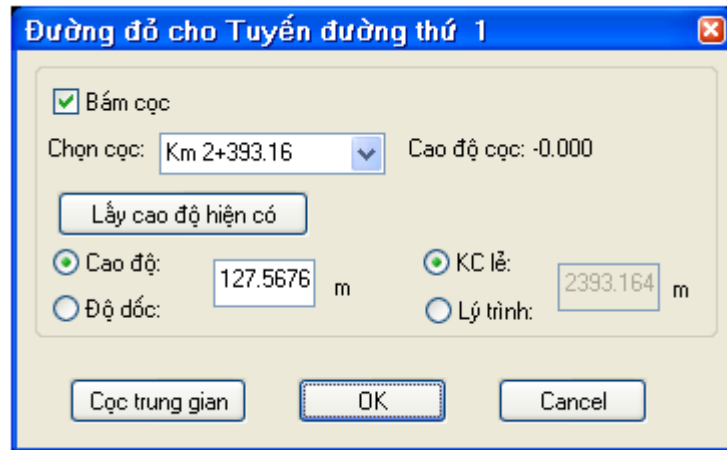 Đường đỏ cho Tuyến đường thứ 1
Bám cọc
Chọn cọc: Km 2+393.16 Cao độ cọc: -0.000
Lấy cao độ hiện có
Cao độ: 127.5676 m KC lẻ: 2393.164 m
Độ dốc: Lý trình:
Cọc trung gian OK Cancel